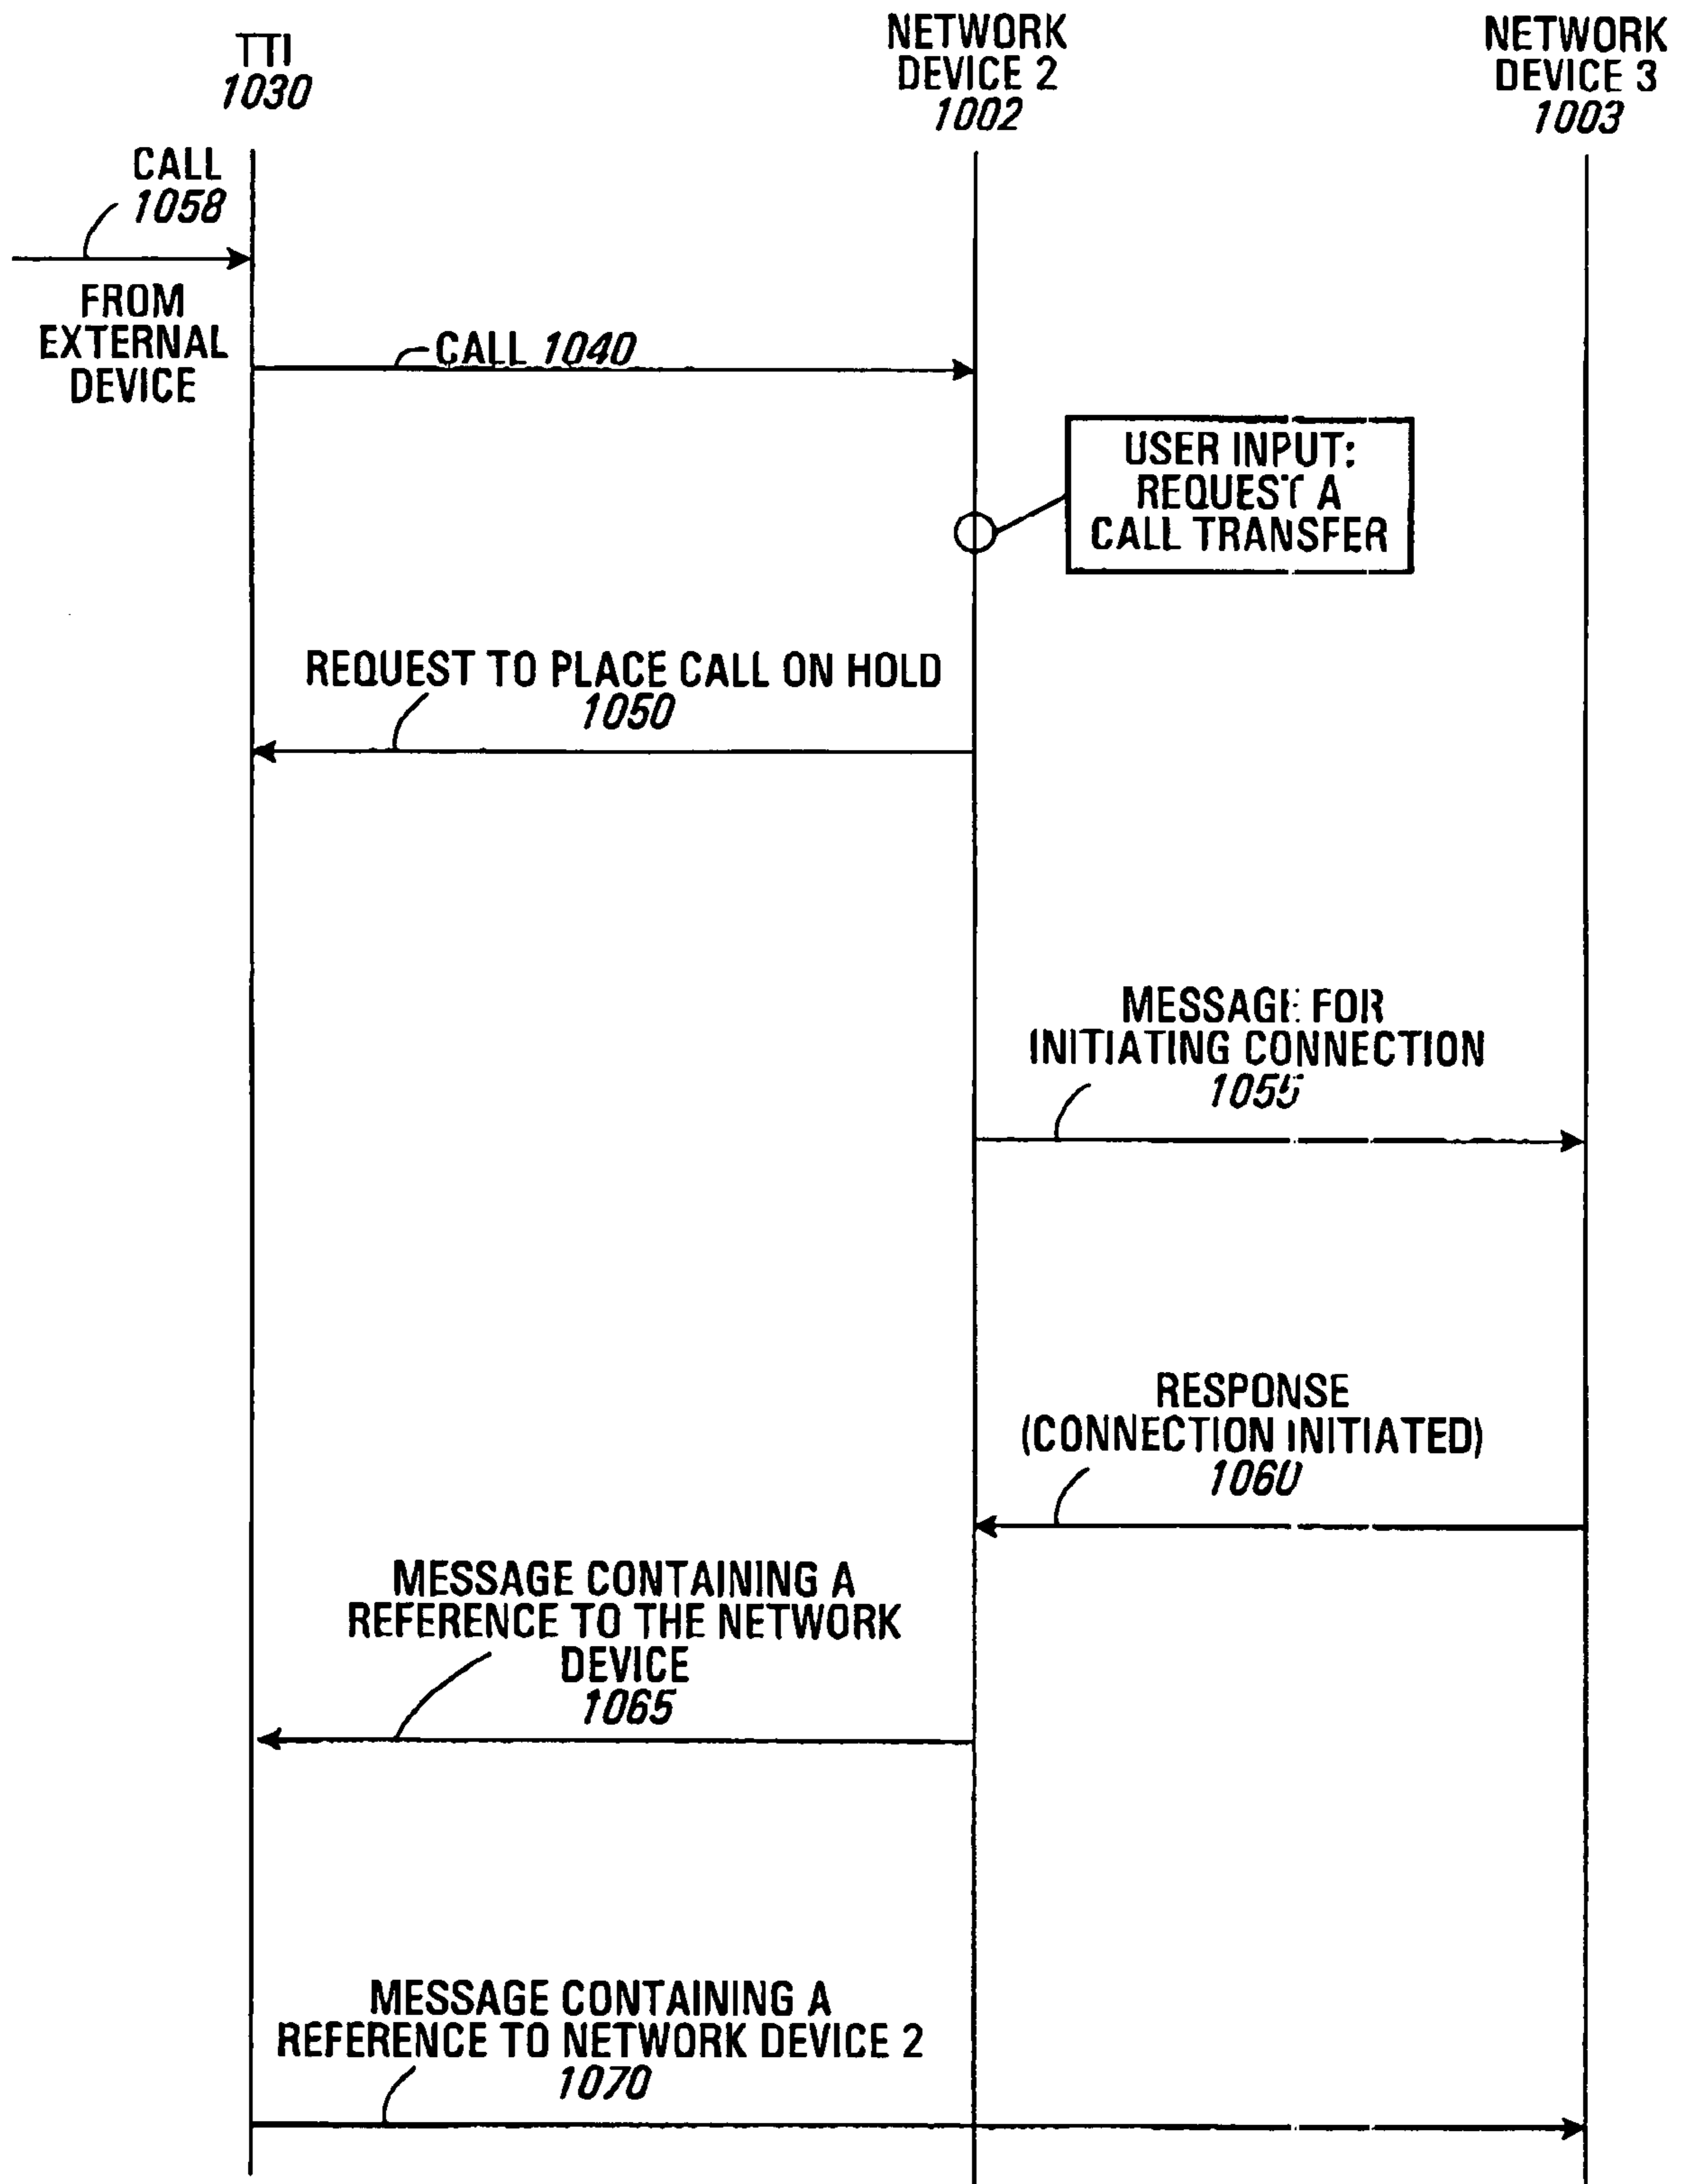 TTI
1030
NETWORK
DEVICE 2
1002
NETWORK
DEVICE 3
1003
CALL
1058
FROM
EXTERNAL
DEVICE
CALL 1040
USER INPUT:
REQUEST A
CALL TRANSFER
REQUEST TO PLACE CALL ON HOLD
1050
MESSAGE FOR
INITIATING CONNECTION
1055
RESPONSE
(CONNECTION INITIATED)
1060
MESSAGE CONTAINING A
REFERENCE TO THE NETWORK
DEVICE
1065
MESSAGE CONTAINING A
REFERENCE TO NETWORK DEVICE 2
1070